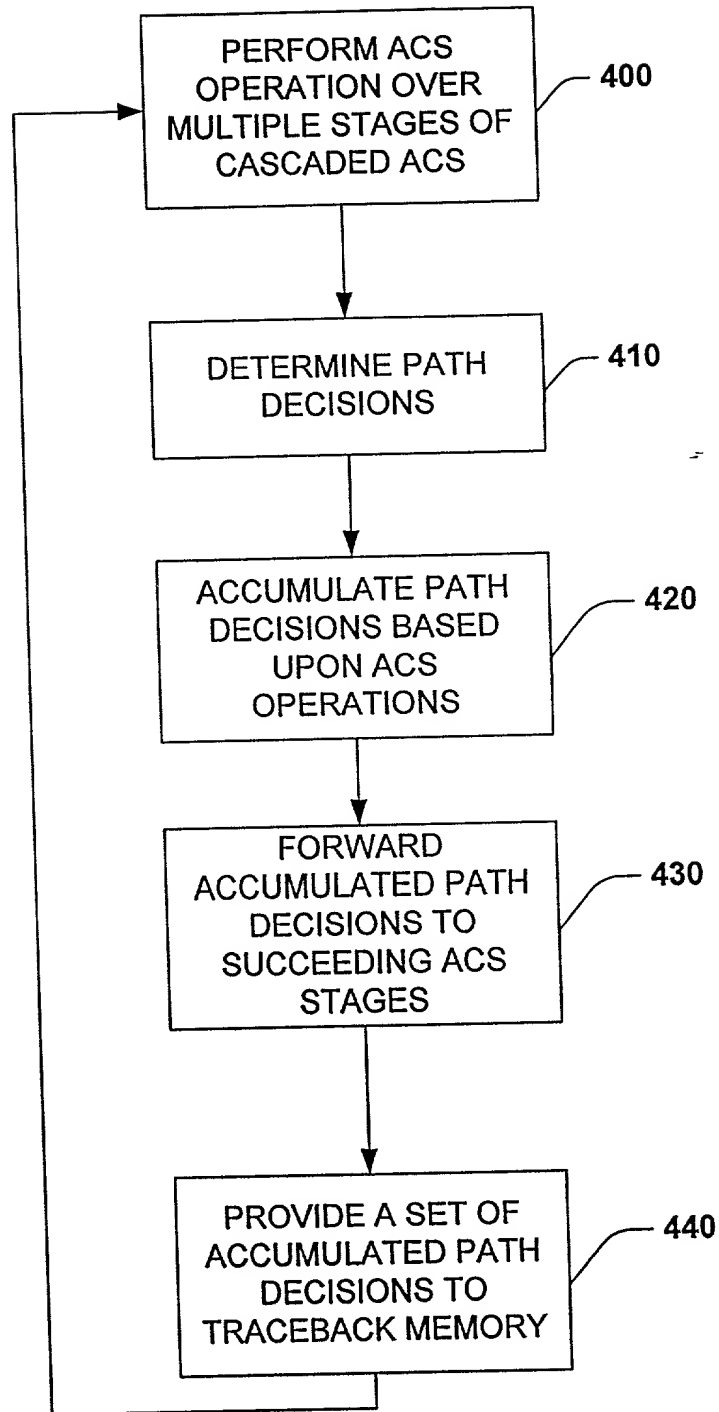 PERFORM ACS
OPERATION OVER
MULTIPLE STAGES OF
CASCADED ACS
400
DETERMINE PATH
DECISIONS
410
ACCUMULATE PATH
DECISIONS BASED
UPON ACS
OPERATIONS
420
FORWARD
ACCUMULATED PATH
DECISIONS TO
SUCCEEDING ACS
STAGES
430
PROVIDE A SET OF
ACCUMULATED PATH
DECISIONS TO
TRACEBACK MEMORY
440